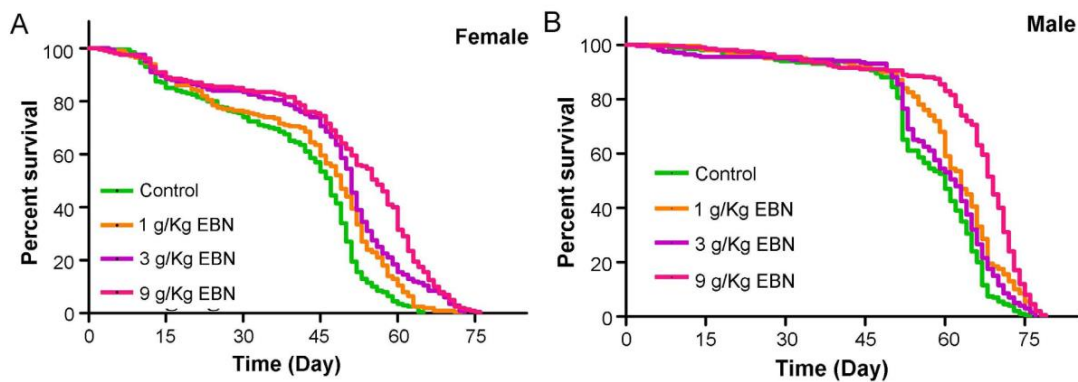 A
Female
Percent survival
100
80
60
40
20
0
Control
1 g/Kg EBN
3 g/Kg EBN
9 g/Kg EBN
0 15 30 45 60 75
Time (Day)
B
Male
Percent survival
100
80
60
40
20
0
Control
1 g/Kg EBN
3 g/Kg EBN
9 g/Kg EBN
0 15 30 45 60 75
Time (Day)